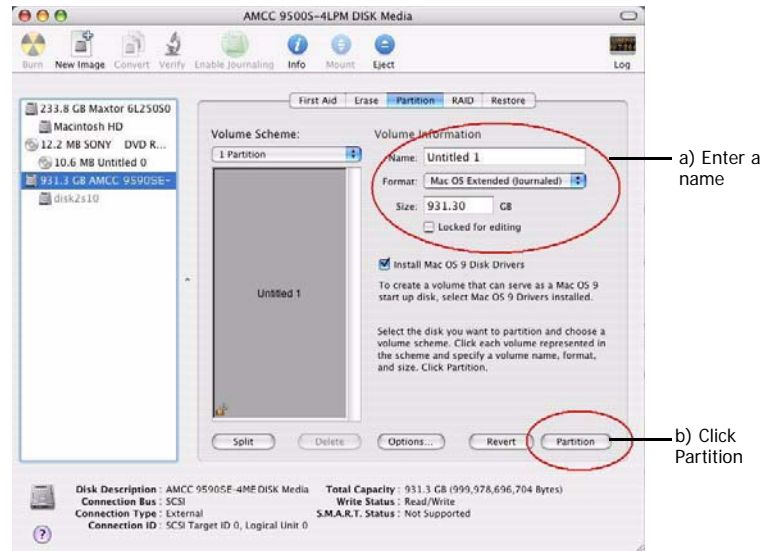 AMCC 9500S-4LPM DISK Media
Burn New Image Convert Verify Enable Journaling Info Mount Eject Log
233.8 GB Maxtor 6L250S0
Macintosh HD
12.2 MB SONY DVD R...
10.6 MB Untitled 0
931.3 GB AMCC 9590SE-
disk2s10
First Aid Erase Partition RAID Restore
Volume Scheme:
1 Partition
Untitled 1
Volume Information
Name: Untitled 1
Format: Mac OS Extended (Journaled)
Size: 931.30 GB
Locked for editing
Install Mac OS 9 Disk Drivers
To create a volume that can serve as a Mac OS 9
start up disk, select Mac OS 9 Drivers installed.
Select the disk you want to partition and choose a
volume scheme. Click each volume represented in
the scheme and specify a volume name, format,
and size. Click Partition.
Split Delete Options... Revert Partition
a) Enter a
name
b) Click
Partition
Disk Description : AMCC 9590SE-4ME DISK Media
Connection Bus : SCSI
Connection Type : External
Connection ID : SCSI Target ID 0, Logical Unit 0
Total Capacity : 931.3 GB (999,978,696,704 Bytes)
Write Status : Read/Write
S.M.A.R.T. Status : Not Supported
?